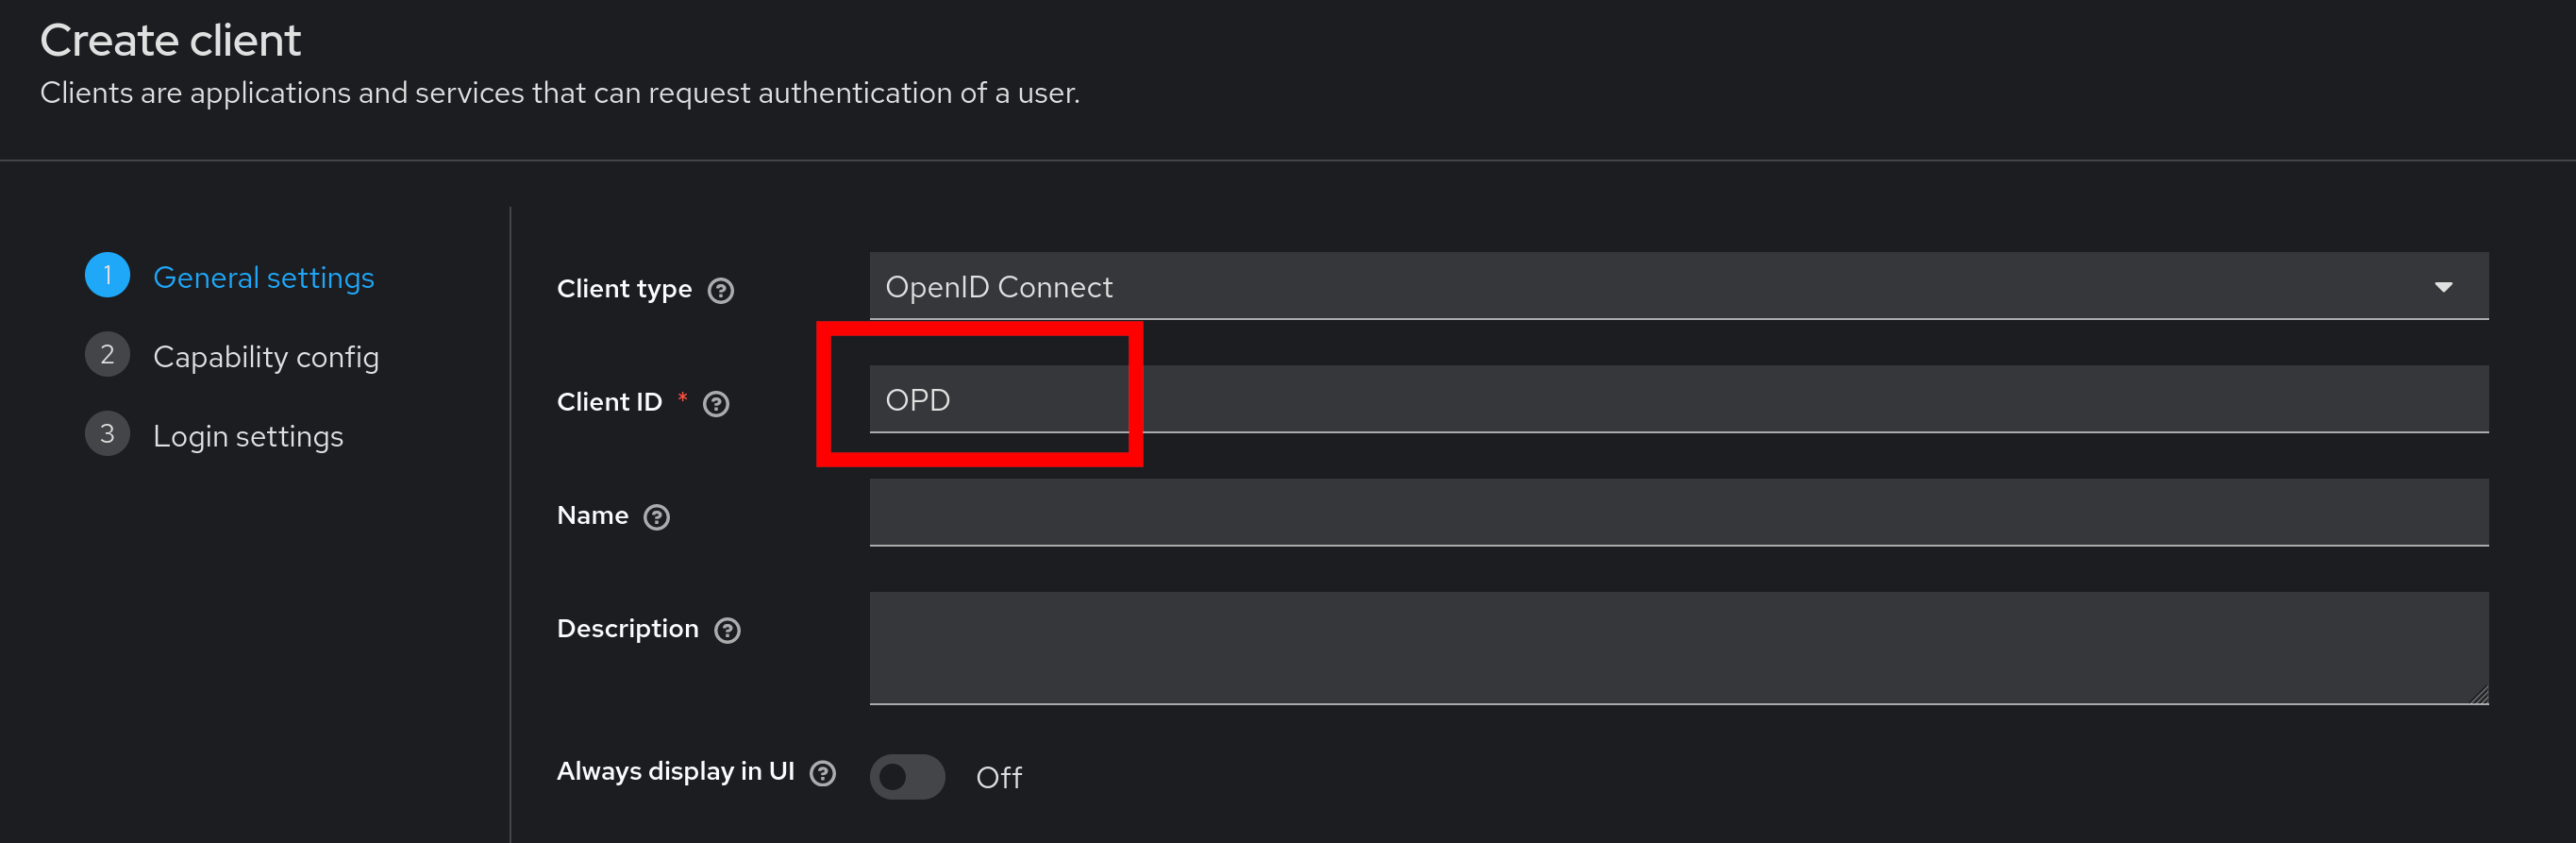 Create client
Clients are applications and services that can request authentication of a user.
1 General settings
2 Capability config
3 Login settings
Client type ? OpenID Connect
Client ID * ? OPD
Name ?
Description ?
Always display in UI ? Off